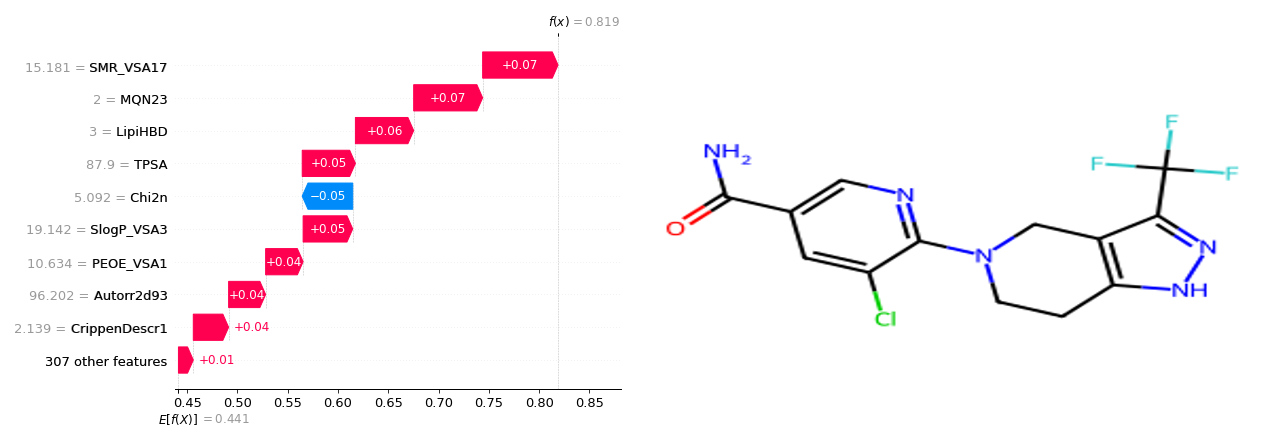 f(x) = 0.819
15.181 = SMR_VSA17
+0.07
2 = MQN23
+0.07
3 = LipiHBD
+0.06
87.9 = TPSA
+0.05
5.092 = Chi2n
−0.05
19.142 = SlogP_VSA3
+0.05
10.634 = PEOE_VSA1
+0.04
96.202 = Autorr2d93
+0.04
2.139 = CrippenDescr1
+0.04
307 other features
+0.01
0.45 0.50 0.55 0.60 0.65 0.70 0.75 0.80 0.85
E[f(X)] = 0.441
NH2
O
N
Cl
N
F
F
F
N
NH